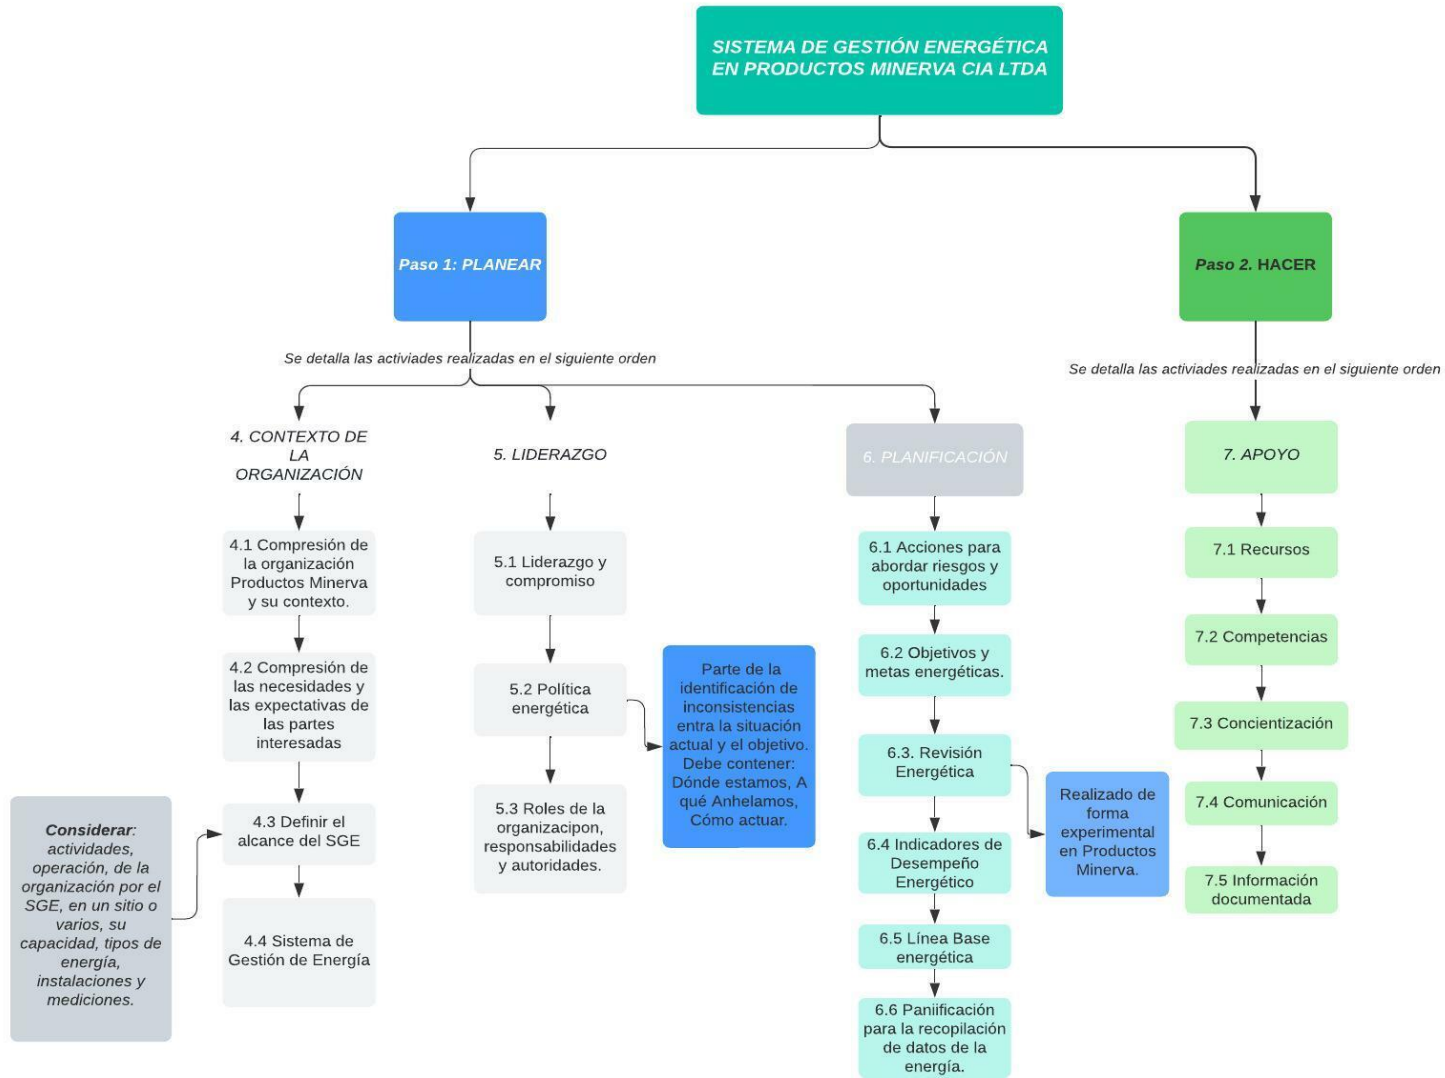 SISTEMA DE GESTIÓN ENERGÉTICA
EN PRODUCTOS MINERVA CIA LTDA
Paso 1: PLANEAR
Paso 2. HACER
Se detalla las activiades realizadas en el siguiente orden
Se detalla las activiades realizadas en el siguiente orden
4. CONTEXTO DE
LA
ORGANIZACIÓN
5. LIDERAZGO
6. PLANIFICACIÓN
7. APOYO
4.1 Compresión de
la organización
Productos Minerva
y su contexto.
4.2 Compresión de
las necesidades y
las expectativas de
las partes
interesadas
4.3 Definir el
alcance del SGE
4.4 Sistema de
Gestión de Energía
Considerar:
actividades,
operación, de la
organización por el
SGE, en un sitio o
varios, su
capacidad, tipos de
energía,
instalaciones y
mediciones.
5.1 Liderazgo y
compromiso
5.2 Política
energética
5.3 Roles de la
organizacipon,
responsabilidades
y autoridades.
Parte de la
identificación de
inconsistencias
entra la situación
actual y el objetivo.
Debe contener:
Dónde estamos, A
qué Anhelamos,
Cómo actuar.
6.1 Acciones para
abordar riesgos y
oportunidades
6.2 Objetivos y
metas energéticas.
6.3. Revisión
Energética
6.4 Indicadores de
Desempeño
Energético
6.5 Línea Base
energética
6.6 Paniificación
para la recopilación
de datos de la
energía.
Realizado de
forma
experimental
en Productos
Minerva.
7.1 Recursos
7.2 Competencias
7.3 Concientización
7.4 Comunicación
7.5 Información
documentada